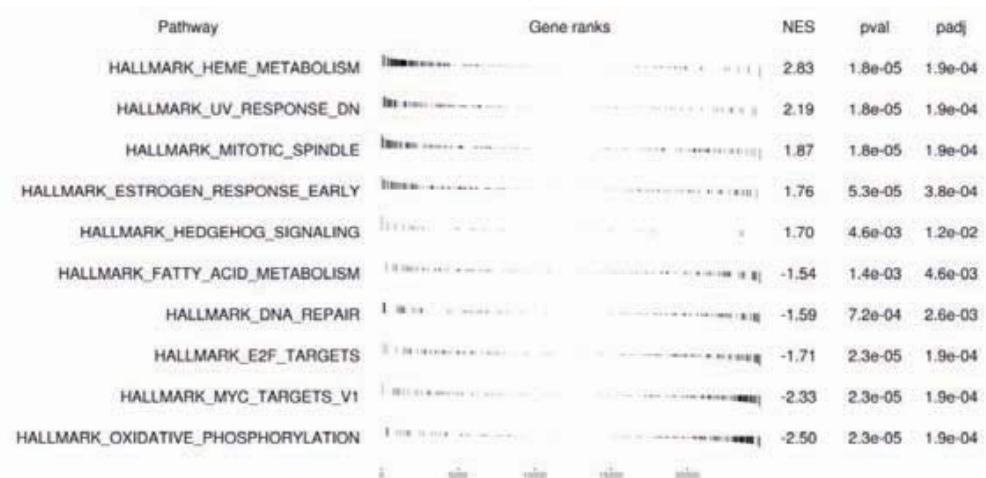 Pathway Gene ranks NES pval padj
HALLMARK_HEME_METABOLISM 2.83 1.8e-05 1.9e-04
HALLMARK_UV_RESPONSE_DN 2.19 1.8e-05 1.9e-04
HALLMARK_MITOTIC_SPINDLE 1.87 1.8e-05 1.9e-04
HALLMARK_ESTROGEN_RESPONSE_EARLY 1.76 5.3e-05 3.8e-04
HALLMARK_HEDGEHOG_SIGNALING 1.70 4.6e-03 1.2e-02
HALLMARK_FATTY_ACID_METABOLISM -1.54 1.4e-03 4.6e-03
HALLMARK_DNA_REPAIR -1.59 7.2e-04 2.6e-03
HALLMARK_E2F_TARGETS -1.71 2.3e-05 1.9e-04
HALLMARK_MYC_TARGETS_V1 -2.33 2.3e-05 1.9e-04
HALLMARK_OXIDATIVE_PHOSPHORYLATION -2.50 2.3e-05 1.9e-04
0 5000 10000 15000 20000